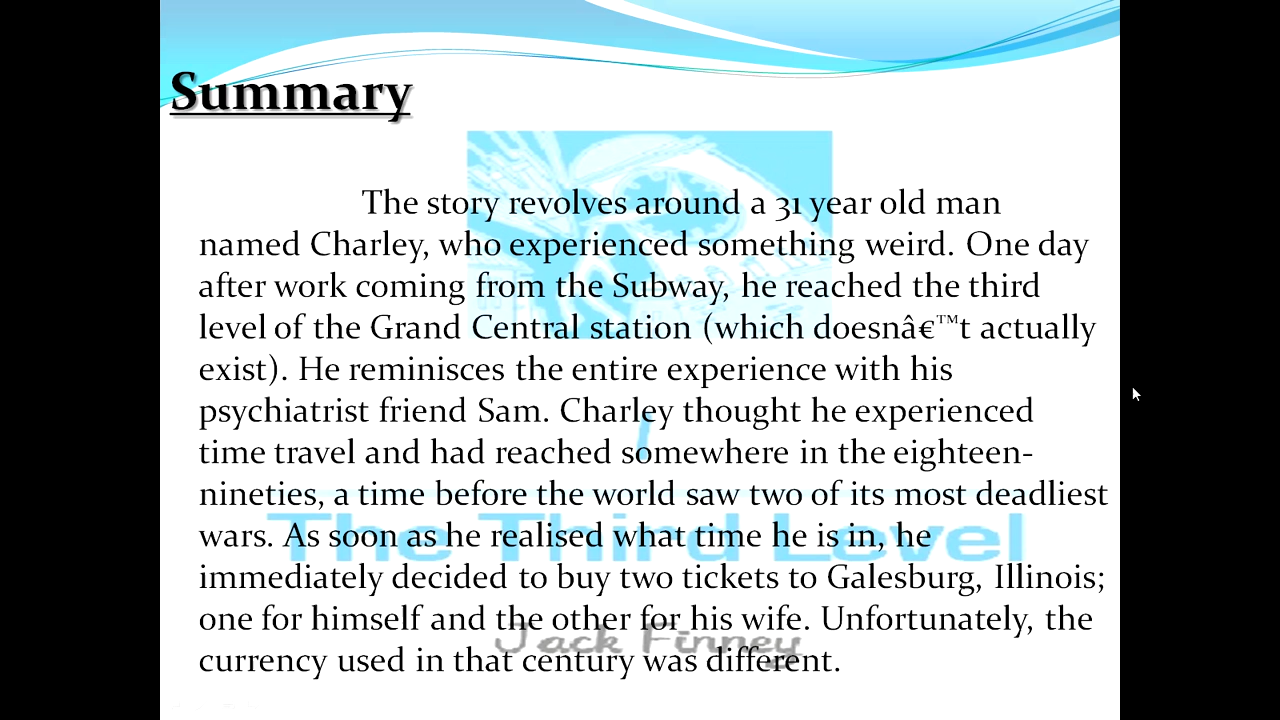 Summary
The story revolves around a 31 year old man
named Charley, who experienced something weird. One day
after work coming from the Subway, he reached the third
level of the Grand Central station (which doesnâ€™t actually
exist). He reminisces the entire experience with his
psychiatrist friend Sam. Charley thought he experienced
time travel and had reached somewhere in the eighteen-
nineties, a time before the world saw two of its most deadliest
wars. As soon as he realised what time he is in, he
immediately decided to buy two tickets to Galesburg, Illinois;
one for himself and the other for his wife. Unfortunately, the
currency used in that century was different.
The Third Level
Jack Finney